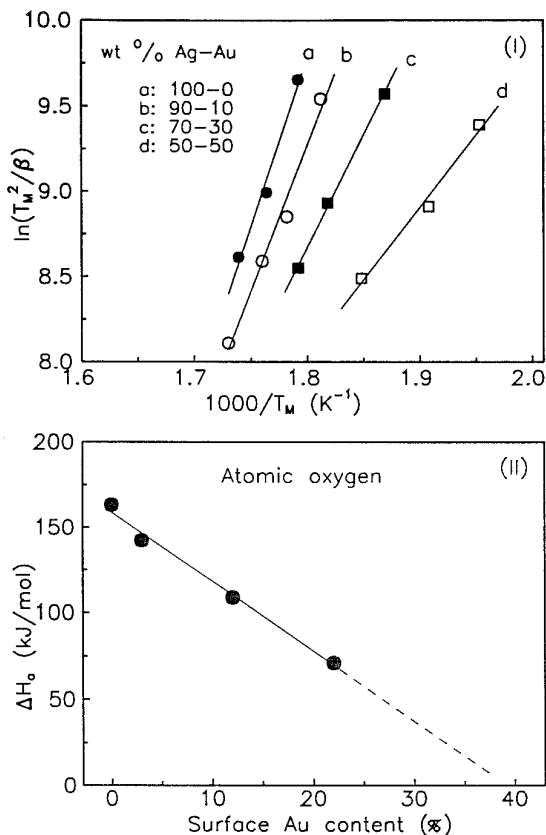 10.0
9.5
9.0
8.5
8.0
ln(T_M^2/β)
wt % Ag-Au
a: 100-0
b: 90-10
c: 70-30
d: 50-50
a
b
c
d
(I)
1.6
1.7
1.8
1.9
2.0
1000/T_M (K^-1)
200
150
100
50
0
ΔH_a (kJ/mol)
Atomic oxygen
(II)
0
10
20
30
40
Surface Au content (%)